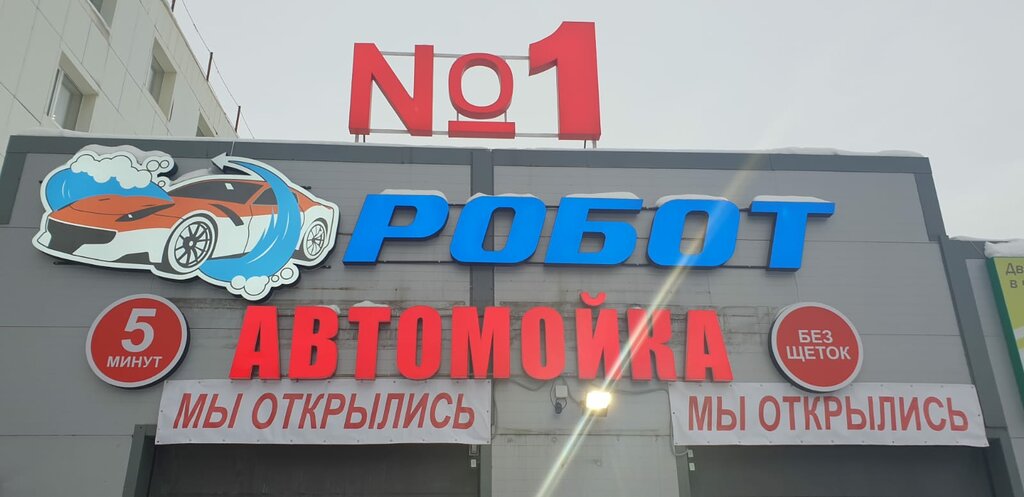 №1
РОБОТ
АВТОМОЙКА
5
МИНУТ
БЕЗ
ЩЕТОК
МЫ ОТКРЫЛИСЬ
МЫ ОТКРЫЛИСЬ